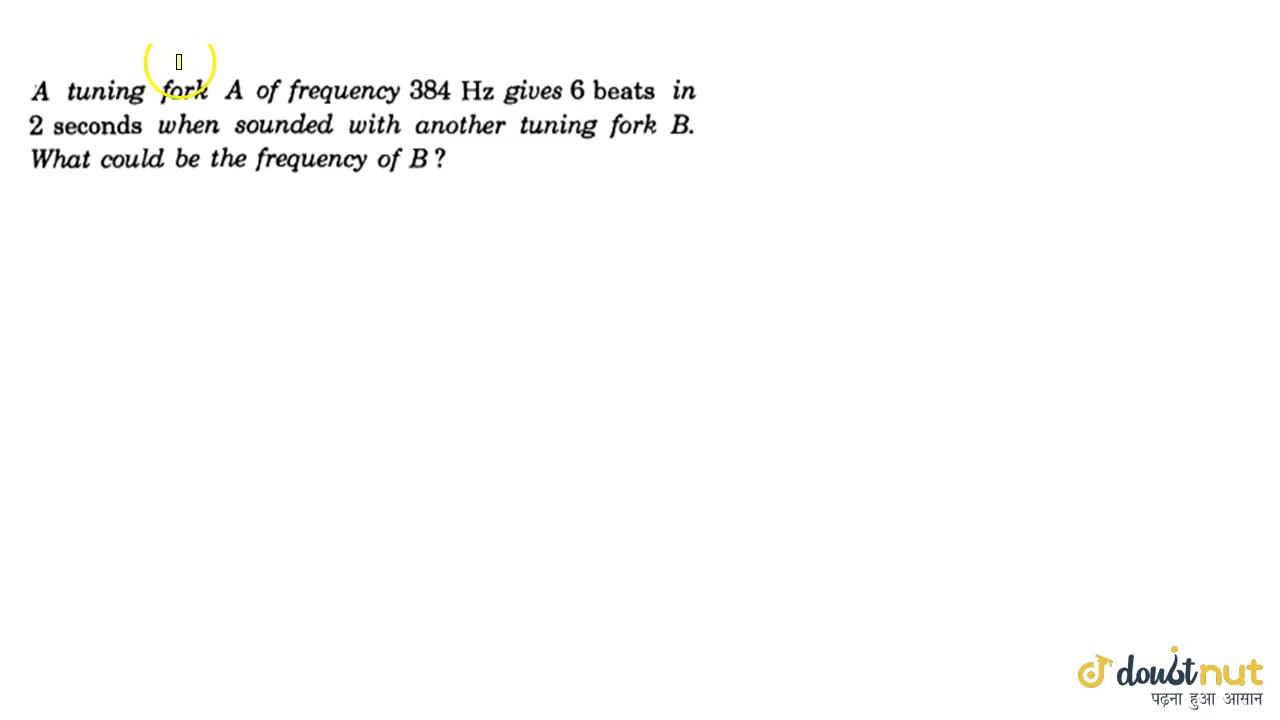 A tuning fork A of frequency 384 Hz gives 6 beats in
2 seconds when sounded with another tuning fork B.
What could be the frequency of B ?
doubtnut
पढ़ना हुआ आसान